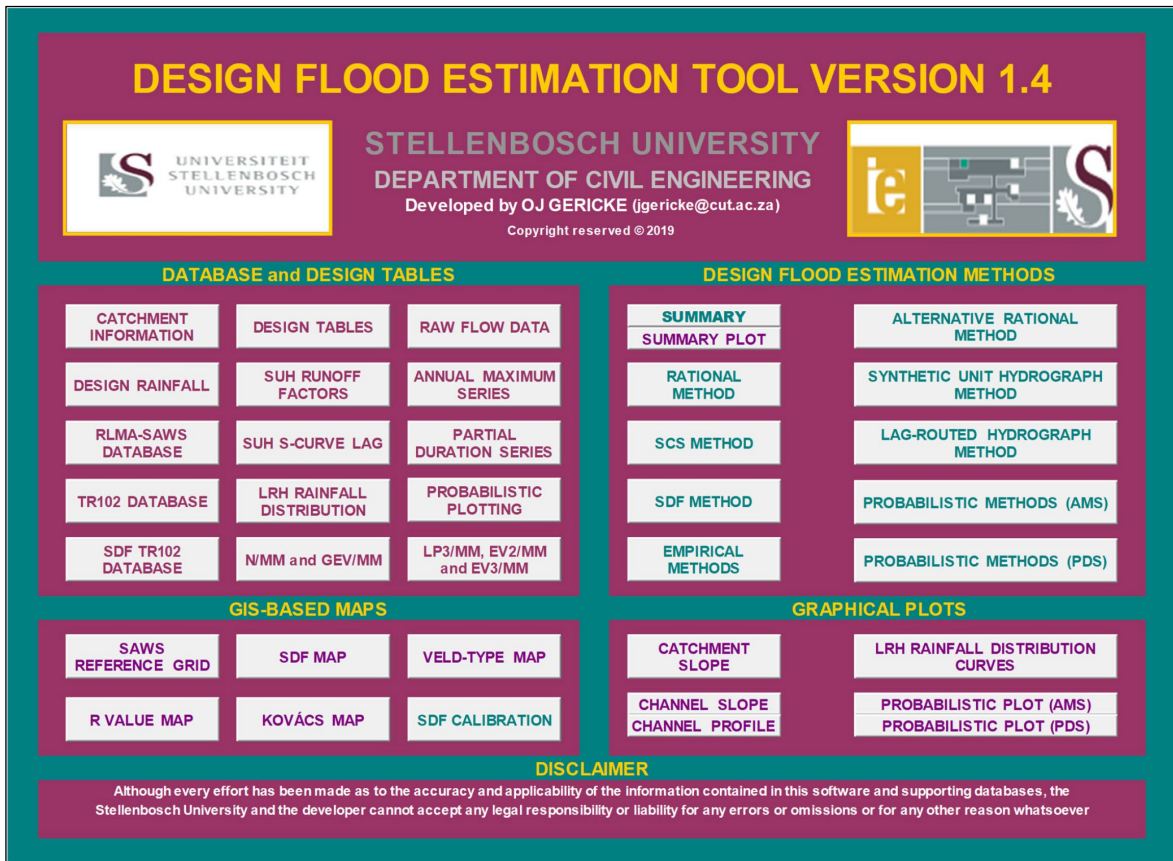 DESIGN FLOOD ESTIMATION TOOL VERSION 1.4
UNIVERSITEIT
STELLENBOSCH
UNIVERSITY
STELLENBOSCH UNIVERSITY
DEPARTMENT OF CIVIL ENGINEERING
Developed by OJ GERICKE (jgericke@cut.ac.za)
Copyright reserved © 2019
ie
S
DATABASE and DESIGN TABLES
CATCHMENT
INFORMATION
DESIGN TABLES
RAW FLOW DATA
DESIGN RAINFALL
SUH RUNOFF
FACTORS
ANNUAL MAXIMUM
SERIES
RLMA-SAWS
DATABASE
SUH S-CURVE LAG
PARTIAL
DURATION SERIES
TR102 DATABASE
LRH RAINFALL
DISTRIBUTION
PROBABILISTIC
PLOTTING
SDF TR102
DATABASE
N/MM and GEV/MM
LP3/MM, EV2/MM
and EV3/MM
DESIGN FLOOD ESTIMATION METHODS
SUMMARY
SUMMARY PLOT
ALTERNATIVE RATIONAL
METHOD
RATIONAL
METHOD
SYNTHETIC UNIT HYDROGRAPH
METHOD
SCS METHOD
LAG-ROUTED HYDROGRAPH
METHOD
SDF METHOD
PROBABILISTIC METHODS (AMS)
EMPIRICAL
METHODS
PROBABILISTIC METHODS (PDS)
GIS-BASED MAPS
SAWS
REFERENCE GRID
SDF MAP
VELD-TYPE MAP
R VALUE MAP
KOVÁCS MAP
SDF CALIBRATION
GRAPHICAL PLOTS
CATCHMENT
SLOPE
LRH RAINFALL DISTRIBUTION
CURVES
CHANNEL SLOPE
CHANNEL PROFILE
PROBABILISTIC PLOT (AMS)
PROBABILISTIC PLOT (PDS)
DISCLAIMER
Although every effort has been made as to the accuracy and applicability of the information contained in this software and supporting databases, the
Stellenbosch University and the developer cannot accept any legal responsibility or liability for any errors or omissions or for any other reason whatsoever